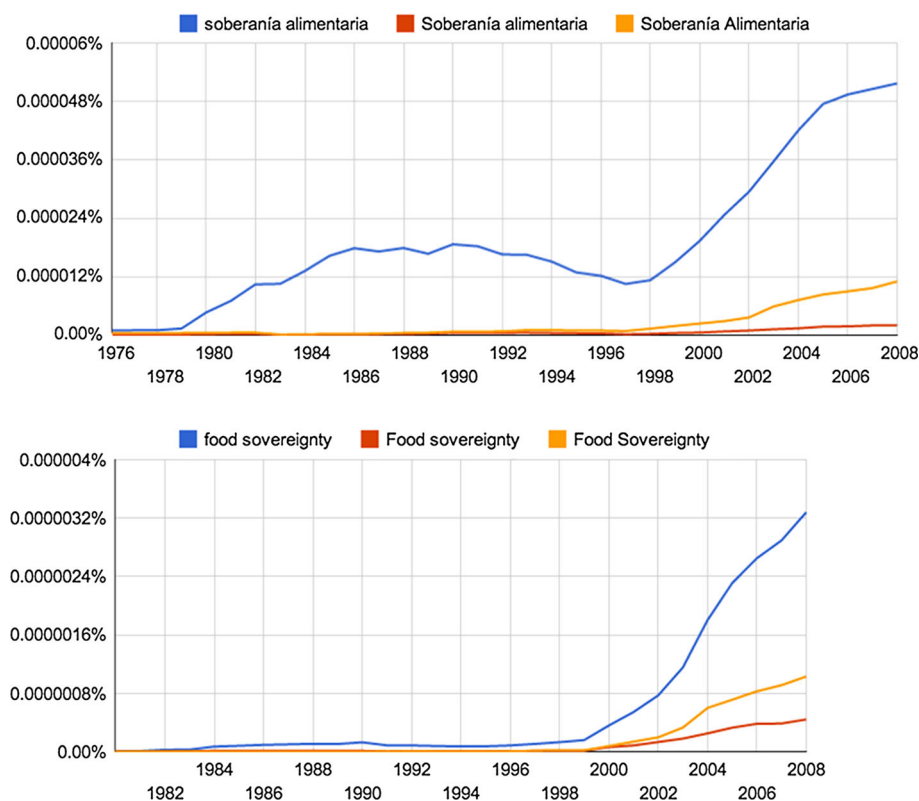 soberanía alimentaria Soberanía alimentaria Soberanía Alimentaria
0.00006%
0.000048%
0.000036%
0.000024%
0.000012%
0.00%
1976 1980 1984 1988 1992 1996 2000 2004 2008
1978 1982 1986 1990 1994 1998 2002 2006
food sovereignty Food sovereignty Food Sovereignty
0.000004%
0.0000032%
0.0000024%
0.0000016%
0.0000008%
0.00%
1984 1988 1992 1996 2000 2004 2008
1982 1986 1990 1994 1998 2002 2006